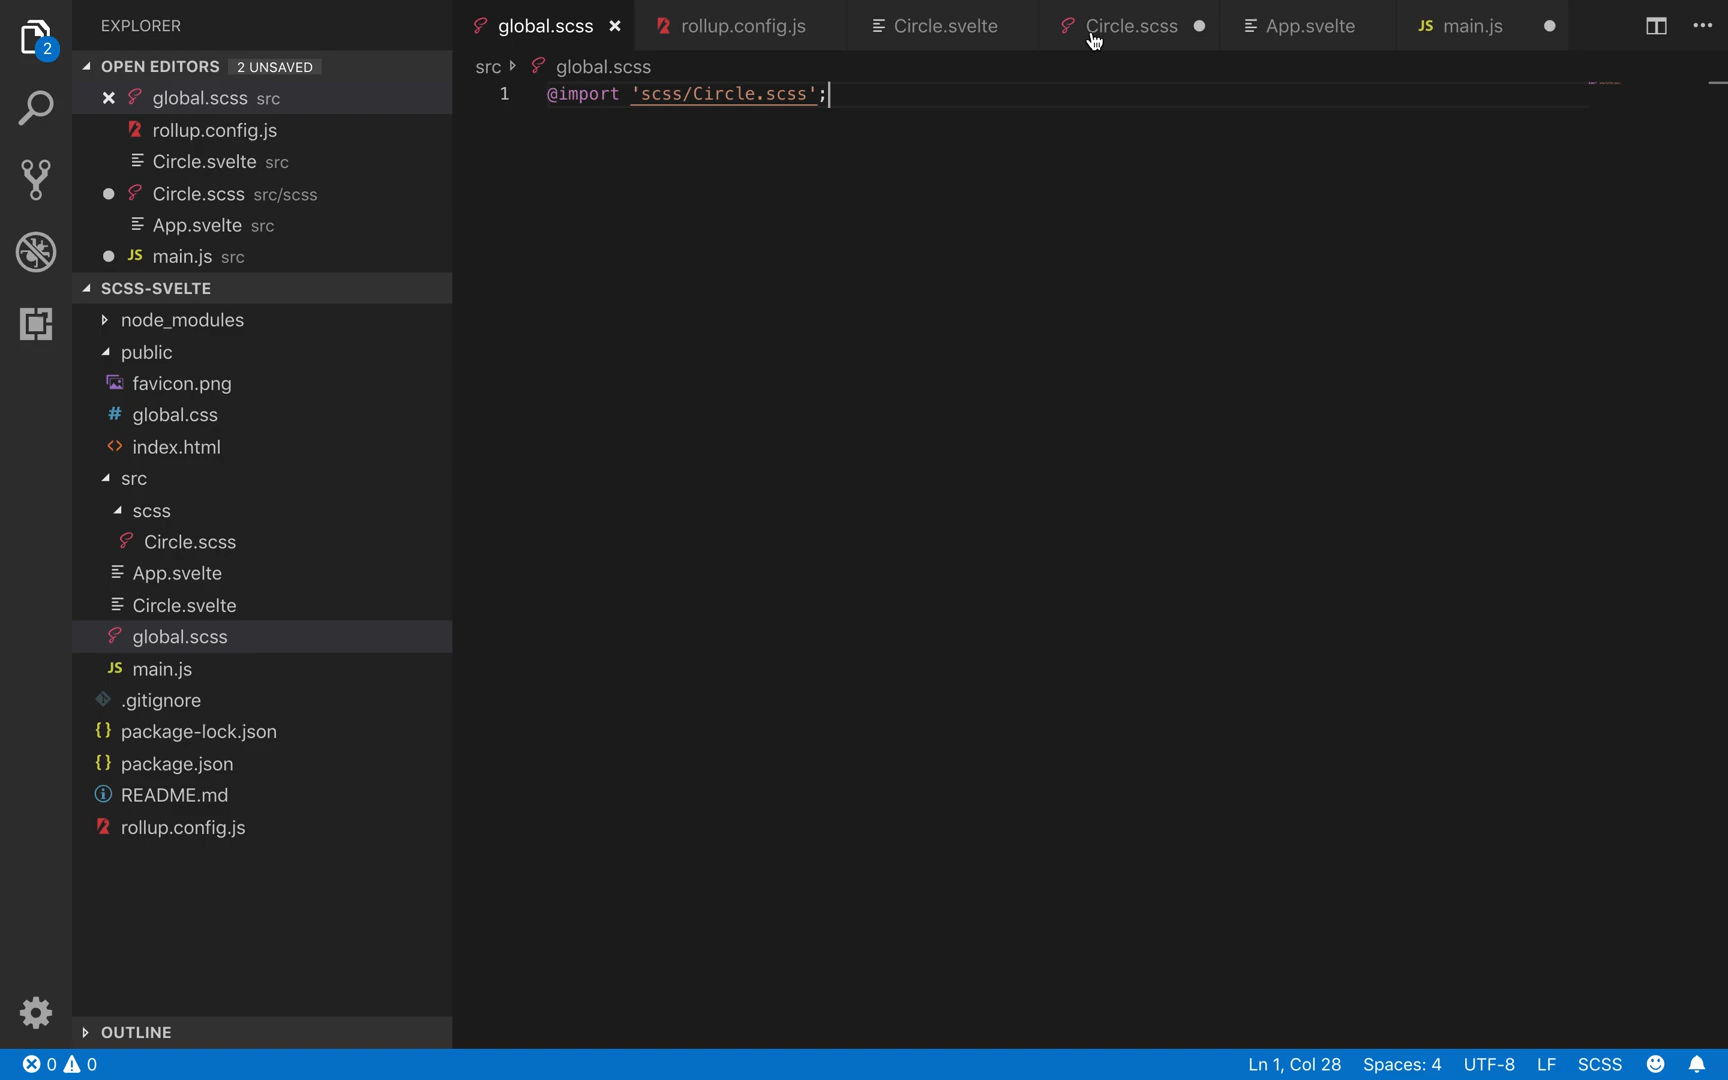 EXPLORER
OPEN EDITORS 2 UNSAVED
global.scss src
rollup.config.js
Circle.svelte src
Circle.scss src/scss
App.svelte src
JS main.js src
SCSS-SVELTE
node_modules
public
favicon.png
# global.css
<> index.html
src
scss
Circle.scss
App.svelte
Circle.svelte
global.scss
JS main.js
.gitignore
{} package-lock.json
{} package.json
README.md
rollup.config.js
OUTLINE
2
global.scss
rollup.config.js
Circle.svelte
Circle.scss
App.svelte
JS main.js
src global.scss
1 @import 'scss/Circle.scss';
0 0
Ln 1, Col 28
Spaces: 4
UTF-8
LF
SCSS